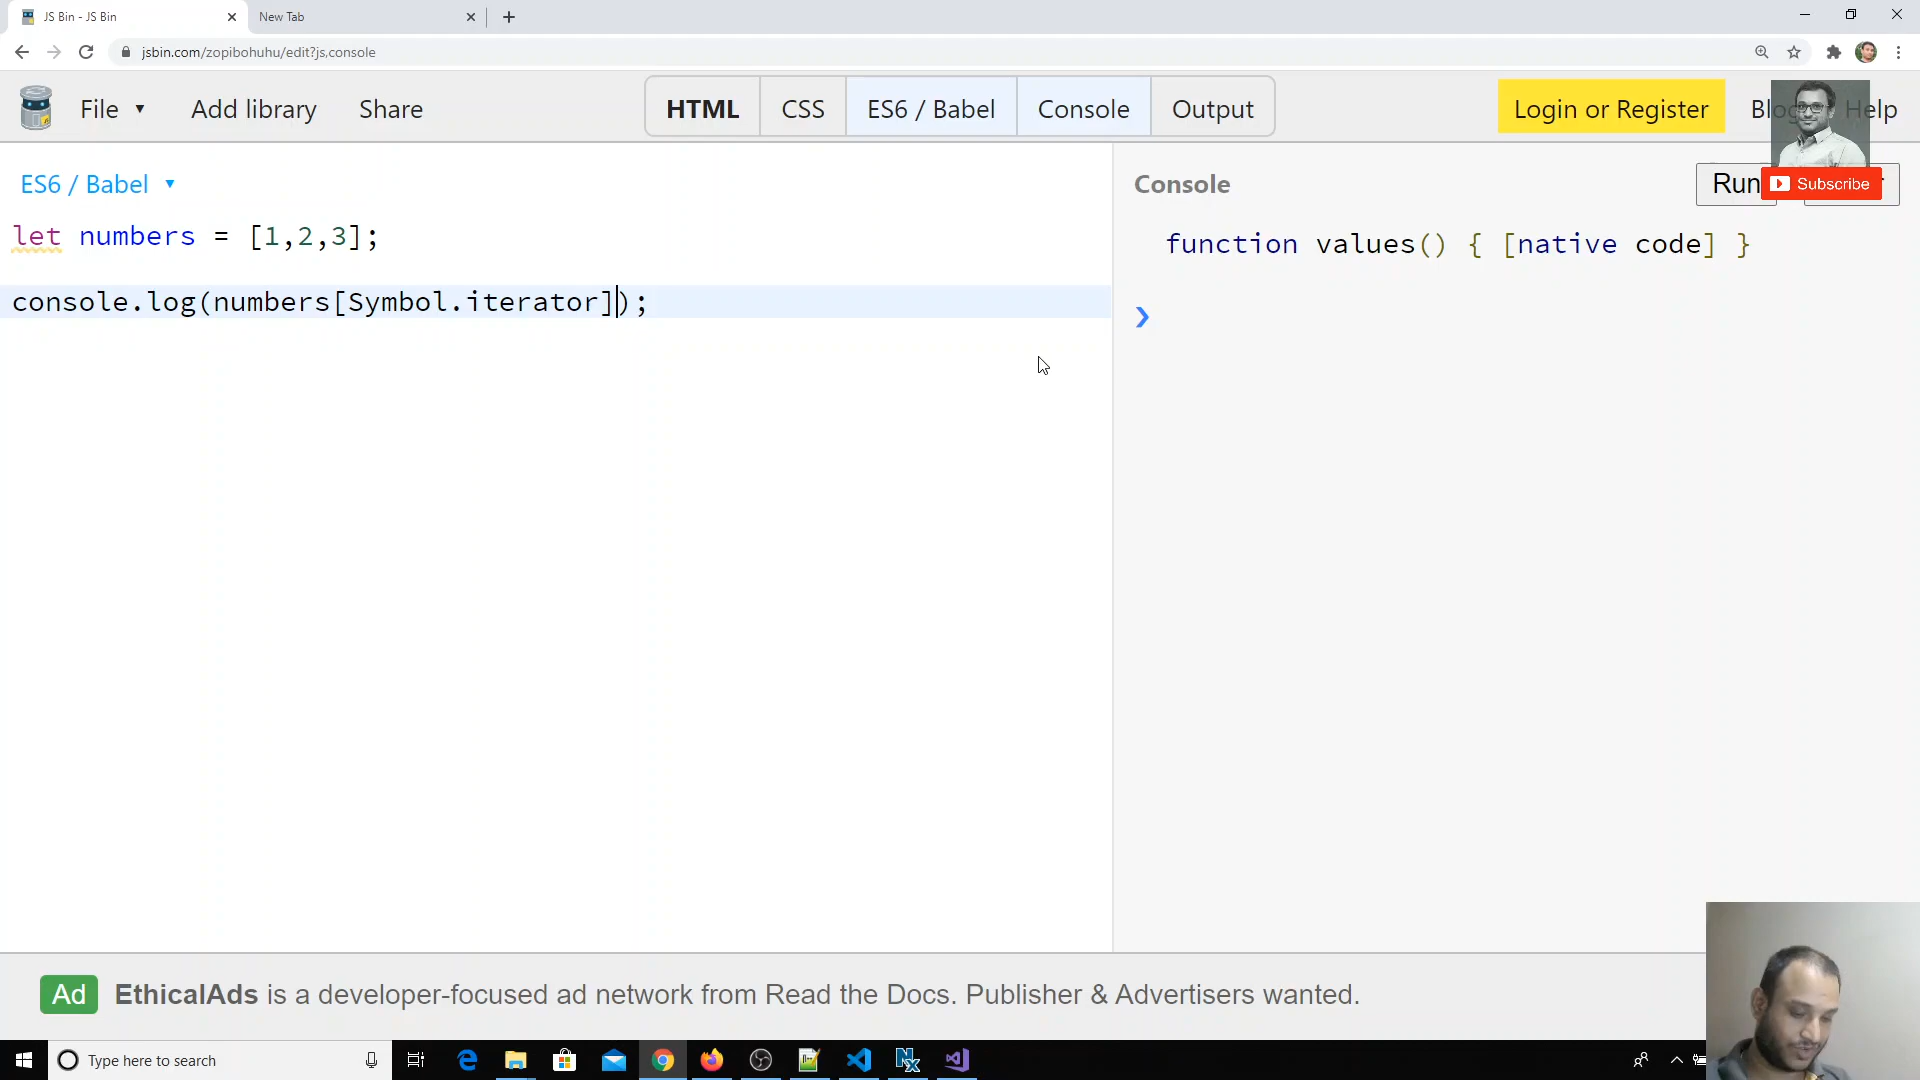 JS Bin - JS Bin
New Tab
jsbin.com/zopibohuhu/edit?js,console
File
Add library
Share
HTML
CSS
ES6 / Babel
Console
Output
Login or Register
Help
ES6 / Babel
Console
Run
Subscribe
let numbers = [1,2,3];
console.log(numbers[Symbol.iterator]);
function values() { [native code] }
Ad EthicalAds is a developer-focused ad network from Read the Docs. Publisher & Advertisers wanted.
Type here to search